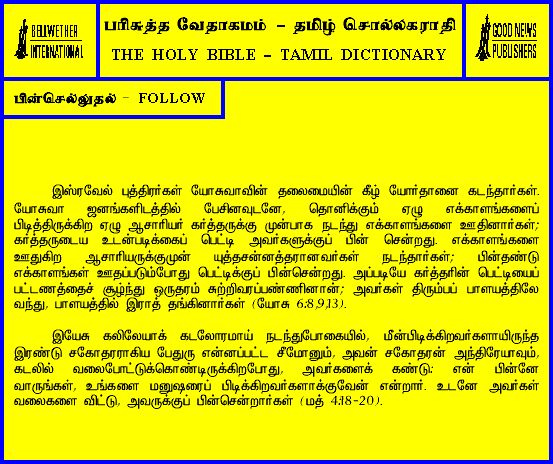 BELLWETHER
INTERNATIONAL
பரிசுத்த வேதாகமம் – தமிழ் சொல்லகராதி
THE HOLY BIBLE – TAMIL DICTIONARY
GOOD NEWS
PUBLISHERS
பின்செல்லுதல் – FOLLOW
இஸ்ரவேல் புத்திரர்கள் யோசுவாவின் தலைமையின் கீழ் யோர்தானை கடந்தார்கள்.
யோசுவா ஜனங்களிடத்தில் பேசினவுடனே, தொனிக்கும் ஏழு எக்காளங்களைப்
பிடித்திருக்கிற ஏழு ஆசாரியர் கர்த்தருக்கு முன்பாக நடந்து எக்காளங்களை ஊதினார்கள்;
கர்த்தருடைய உடன்படிக்கைப் பெட்டி அவர்களுக்குப் பின் சென்றது. எக்காளங்களை
ஊதுகிற ஆசாரியருக்குமுன் யுத்தசன்னத்தரானவர்கள் நடந்தார்கள்; பின்தண்டு
எக்காளங்கள் ஊதப்படும்போது பெட்டிக்குப் பின்சென்றது. அப்படியே கர்த்தரின் பெட்டியைப்
பட்டணத்தைச் சூழ்ந்து ஒருதரம் சுற்றிவரப்பண்ணினான்; அவர்கள் திரும்பப் பாளயத்திலே
வந்து, பாளயத்தில் இராத் தங்கினார்கள் (யோசு 6:8,9,13).
இயேசு கலிலேயாக் கடலோரமாய் நடந்துபோகையில், மீன்பிடிக்கிறவர்களாயிருந்த
இரண்டு சகோதரராகிய பேதுரு என்னப்பட்ட சீமோனும், அவன் சகோதரன் அந்திரேயாவும்,
கடலில் வலைபோட்டுக்கொண்டிருக்கிறபோது, அவர்களைக் கண்டு: என் பின்னே
வாருங்கள், உங்களை மனுஷரைப் பிடிக்கிறவர்களாக்குவேன் என்றார். உடனே அவர்கள்
வலைகளை விட்டு, அவருக்குப் பின்சென்றார்கள் (மத் 4:18-20).